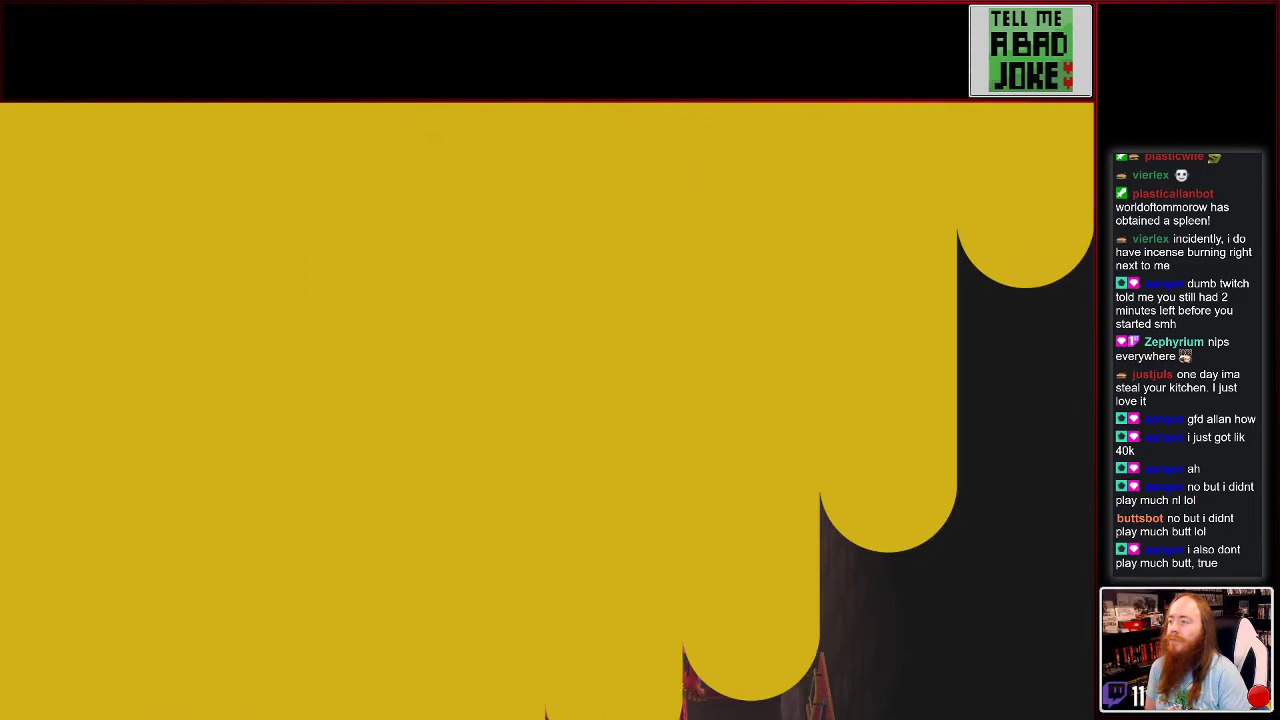 TELL ME
A BAD
JOKE
plasticwife
vierlex
plasticallanbot
worldoftommorow has
obtained a spleen!
vierlex incidently, i do
have incense burning right
next to me
dumb twitch
told me you still had 2
minutes left before you
started smh
Zephyrium nips
everywhere
justjuls one day ima
steal your kitchen. I just
love it
gfd allan how
i just got lik
40k
ah
no but i didnt
play much nl lol
buttsbot no but i didnt
play much butt lol
i also dont
play much butt, true
11